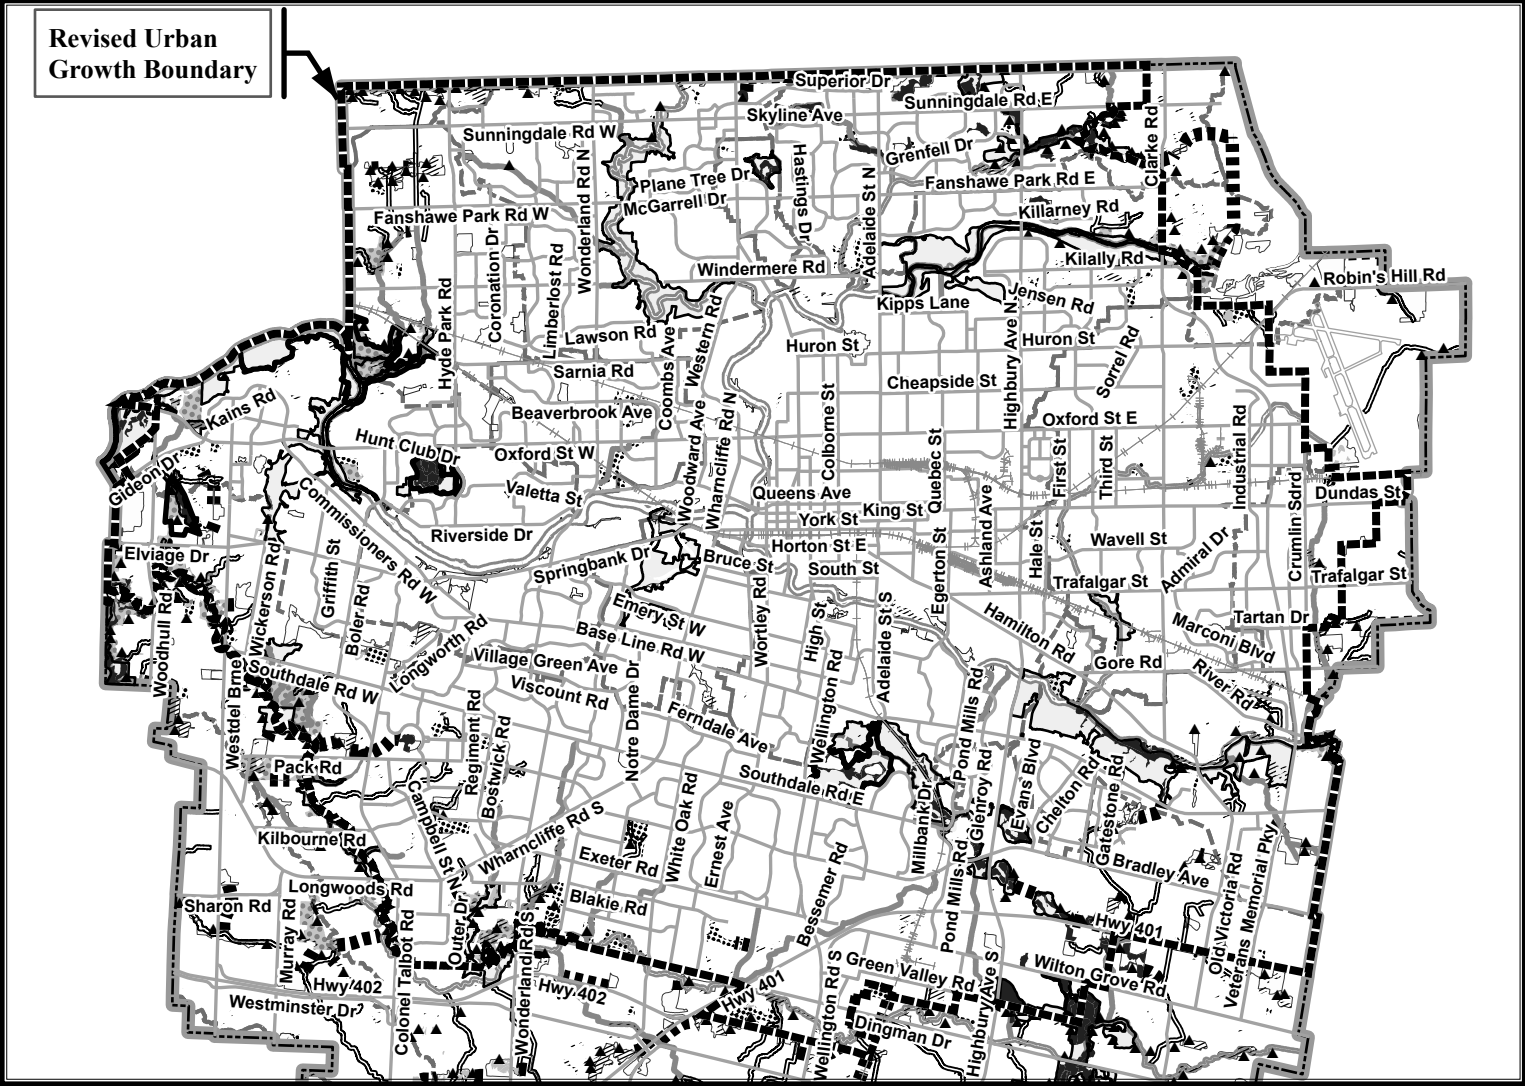 Revised Urban
Growth Boundary
Superior Dr
Sunningdale Rd E
Skyline Ave
Sunningdale Rd W
Clarke Rd
Wonderland Rd N
Hastings Dr
Grenfell Dr
Plane Tree Dr
Fanshawe Park Rd E
McGarrell Dr
Adelaide St N
Fanshawe Park Rd W
Killarney Rd
Coronation Dr
Limberlost Rd
Kilally Rd
Windermere Rd
Robin's Hill Rd
Hyde Park Rd
Kipps Lane
Jensen Rd
Lawson Rd
Western Rd
Huron St
Huron St
Highbury Ave N
Sorrel Rd
Coombs Ave
Sarnia Rd
Cheapside St
Kains Rd
Beaverbrook Ave
Colborne St
Oxford St E
Industrial Rd
Hunt Club Dr
Oxford St W
Woodward Ave
Wharncliffe Rd N
Quebec St
First St
Third St
Gideon Dr
Valetta St
Queens Ave
Dundas St
Commissioners Rd W
King St
York St
Ashland Ave
Crumlin Sdrd
Riverside Dr
Hale St
Wavell St
Admiral Dr
Elviage Dr
Horton St E
Springbank Dr
Bruce St
South St
Egerton St
Trafalgar St
Trafalgar St
Wickerson Rd
Griffith St
Boler Rd
Woodhull Rd
Emery St W
Wortley Rd
High St
Adelaide St S
Hamilton Rd
Tartan Dr
Marconi Blvd
Longworth Rd
Base Line Rd W
Village Green Ave
Gore Rd
River Rd
Southdale Rd W
Viscount Rd
Westdel Brne
Notre Dame Dr
Ferndale Ave
Wellington Rd
Pond Mills Rd
Regiment Rd
Bostwick Rd
Pack Rd
Southdale Rd E
Glenroy Rd
Evans Blvd
Chelton Rd
Gatestone Rd
Campbell St N
Wharncliffe Rd S
White Oak Rd
Ernest Ave
Millbank Dr
Kilbourne Rd
Exeter Rd
Bessemer Rd
Pond Mills Rd
Bradley Ave
Longwoods Rd
Old Victoria Rd
Veterans Memorial Pky
Sharon Rd
Murray Rd
Colonel Talbot Rd
Outer Dr
Wonderland Rd S
Blakie Rd
Hwy 401
Green Valley Rd
Wilton Grove Rd
Hwy 402
Hwy 402
Hwy 401
Wellington Rd S
Highbury Ave S
Westminster Dr
Dingman Dr